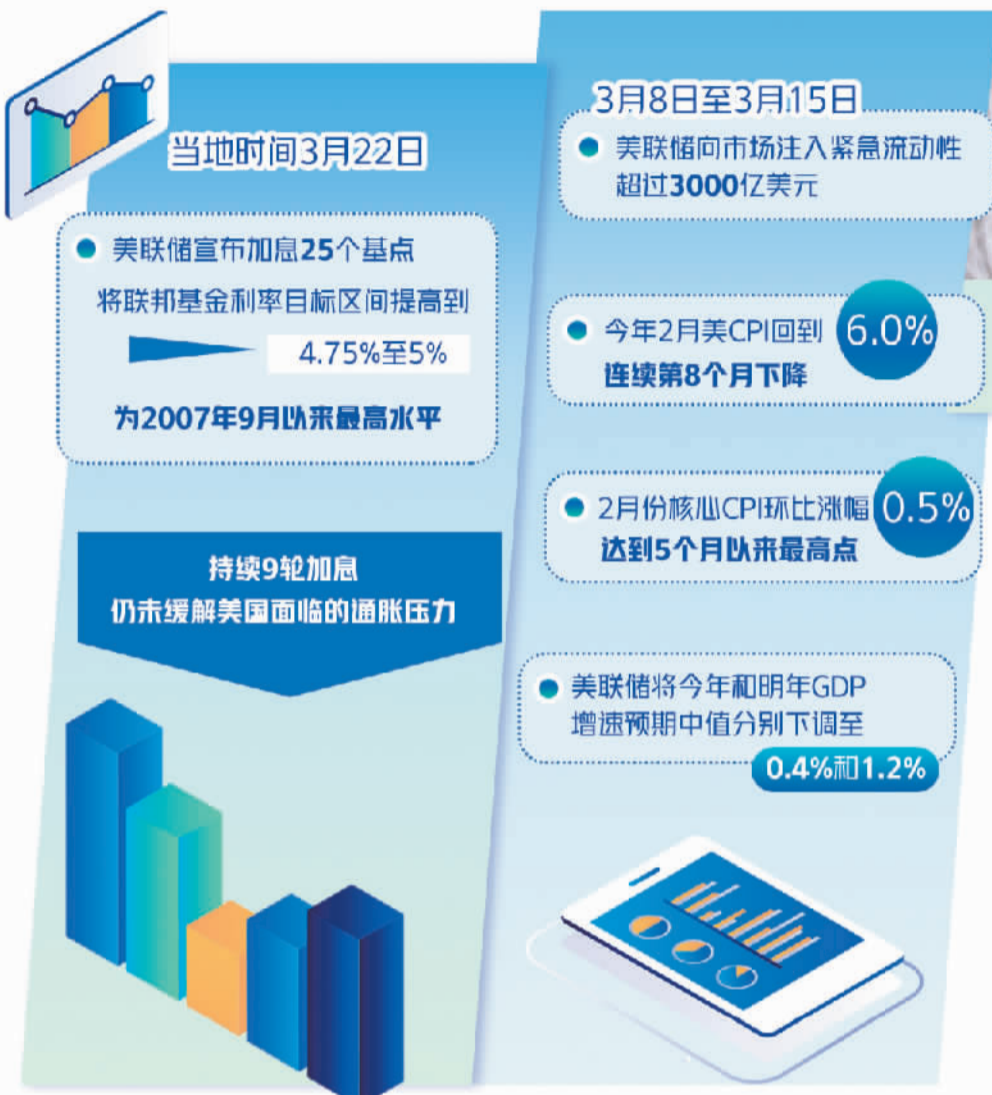 当地时间3月22日
美联储宣布加息25个基点
将联邦基金利率目标区间提高到
4.75%至5%
为2007年9月以来最高水平
持续9轮加息
仍未缓解美国面临的通胀压力
3月8日至3月15日
美联储向市场注入紧急流动性
超过3000亿美元
今年2月美CPI回到 6.0%
连续第8个月下降
2月份核心CPI环比涨幅 0.5%
达到5个月以来最高点
美联储将今年和明年GDP
增速预期中值分别下调至
0.4%和1.2%